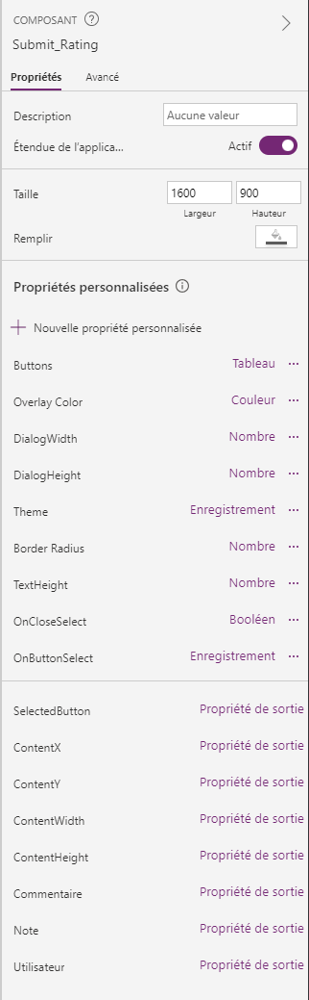 COMPOSANT
Submit_Rating
Propriétés Avancé
Description Aucune valeur
Étendue de l'applica... Actif
Taille 1600 900
Largeur Hauteur
Remplir
Propriétés personnalisées
Nouvelle propriété personnalisée
Buttons Tableau ...
Overlay Color Couleur ...
DialogWidth Nombre ...
DialogHeight Nombre ...
Theme Enregistrement ...
Border Radius Nombre ...
TextHeight Nombre ...
OnCloseSelect Booléen ...
OnButtonSelect Enregistrement ...
SelectedButton Propriété de sortie
ContentX Propriété de sortie
ContentY Propriété de sortie
ContentWidth Propriété de sortie
ContentHeight Propriété de sortie
Commentaire Propriété de sortie
Note Propriété de sortie
Utilisateur Propriété de sortie